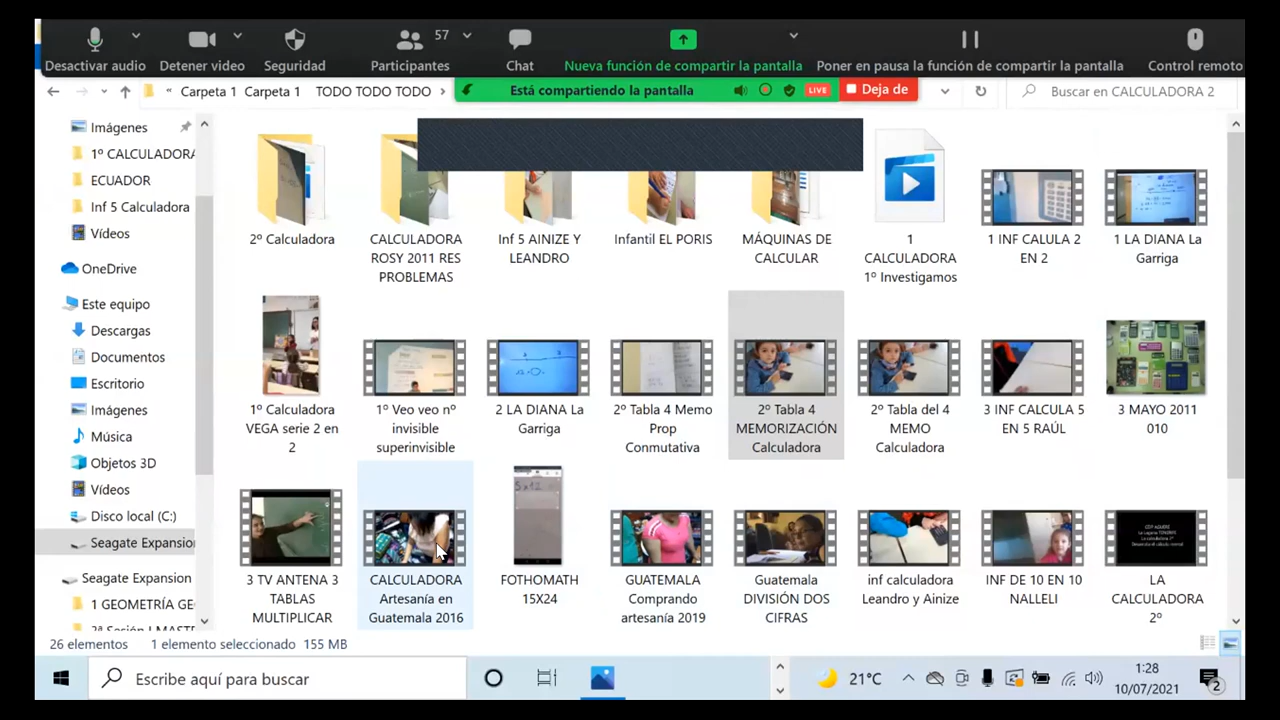 57
Desactivar audio
Detener video
Seguridad
Participantes
Chat
Nueva función de compartir la pantalla
Poner en pausa la función de compartir la pantalla
Control remoto
« Carpeta 1 Carpeta 1 TODO TODO TODO >
Está compartiendo la pantalla
LIVE
Deja de
Buscar en CALCULADORA 2
Imágenes
1º CALCULADORA
ECUADOR
Inf 5 Calculadora
Vídeos
OneDrive
Este equipo
Descargas
Documentos
Escritorio
Imágenes
Música
Objetos 3D
Vídeos
Disco local (C:)
Seagate Expansion
Seagate Expansion
1 GEOMETRÍA GE
2ª Sesión I MAST
2º Calculadora
CALCULADORA
ROSY 2011 RES
PROBLEMAS
Inf 5 AINIZE Y
LEANDRO
Infantil EL PORIS
MÁQUINAS DE
CALCULAR
1
CALCULADORA
1º Investigamos
1 INF CALULA 2
EN 2
1 LA DIANA La
Garriga
1º Calculadora
VEGA serie 2 en
2
1º Veo veo nº
invisible
superinvisible
2 LA DIANA La
Garriga
2º Tabla 4 Memo
Prop
Conmutativa
2º Tabla 4
MEMORIZACIÓN
Calculadora
2º Tabla del 4
MEMO
Calculadora
3 INF CALCULA 5
EN 5 RAÚL
3 MAYO 2011
010
3 TV ANTENA 3
TABLAS
MULTIPLICAR
CALCULADORA
Artesanía en
Guatemala 2016
FOTHOMATH
15X24
GUATEMALA
Comprando
artesanía 2019
Guatemala
DIVISIÓN DOS
CIFRAS
inf calculadora
Leandro y Ainize
INF DE 10 EN 10
NALLELI
LA
CALCULADORA
2º
26 elementos
1 elemento seleccionado 155 MB
Escribe aquí para buscar
21°C
1:28
10/07/2021
2